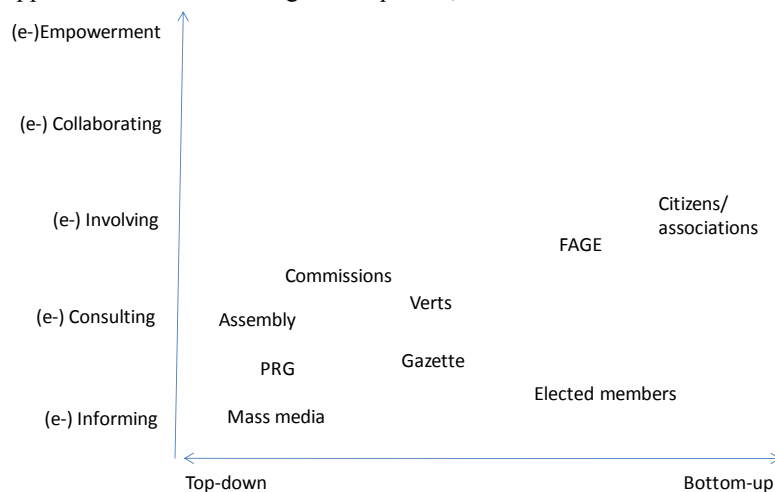 (e-)Empowerment
(e-) Collaborating
Citizens/
associations
(e-) Involving
FAGE
Commissions
Verts
(e-) Consulting
Assembly
Gazette
PRG
Elected members
(e-) Informing
Mass media
Top-down
Bottom-up